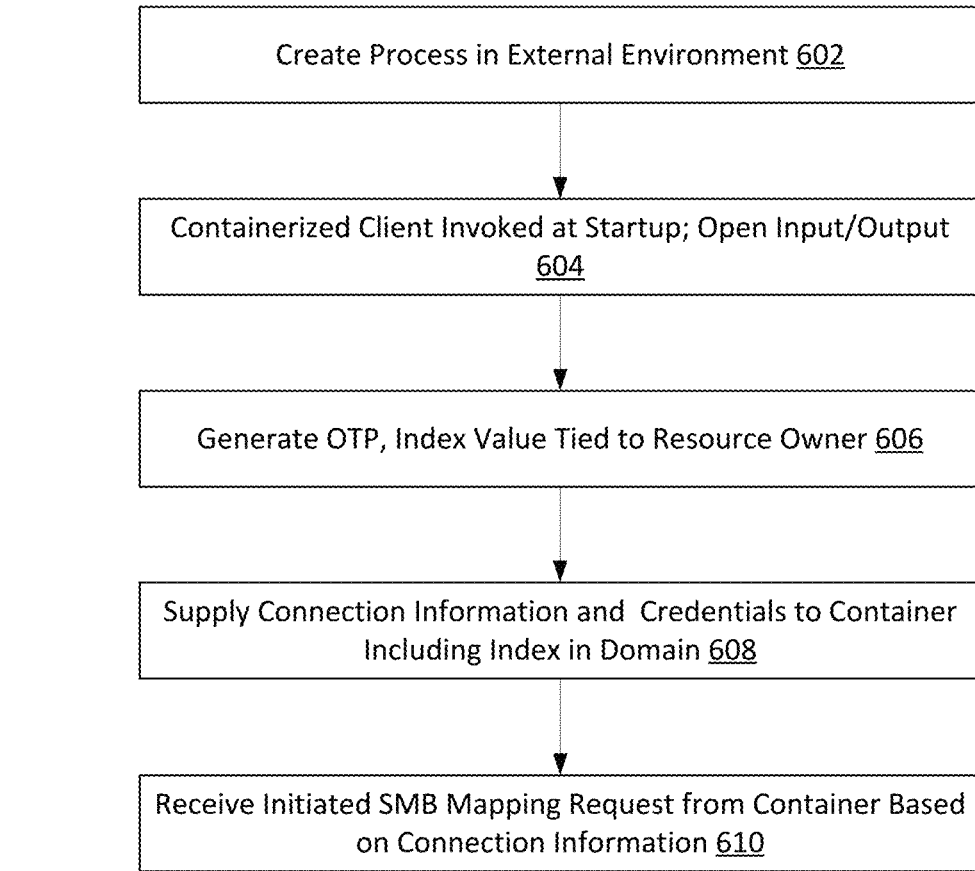 Create Process in External Environment 602
Containerized Client Invoked at Startup; Open Input/Output
604
Generate OTP, Index Value Tied to Resource Owner 606
Supply Connection Information and Credentials to Container
Including Index in Domain 608
Receive Initiated SMB Mapping Request from Container Based
on Connection Information 610